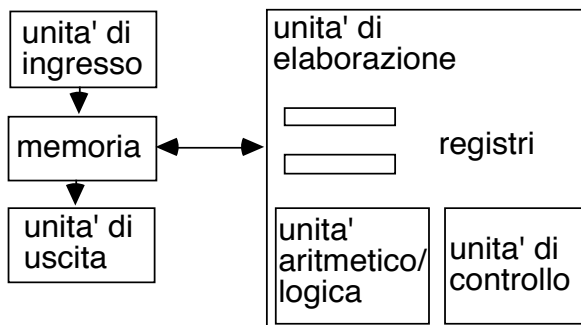 unita' di
ingresso
memoria
unita' di
uscita
unita' di
elaborazione
registri
unita'
aritmetico/
logica
unita' di
controllo